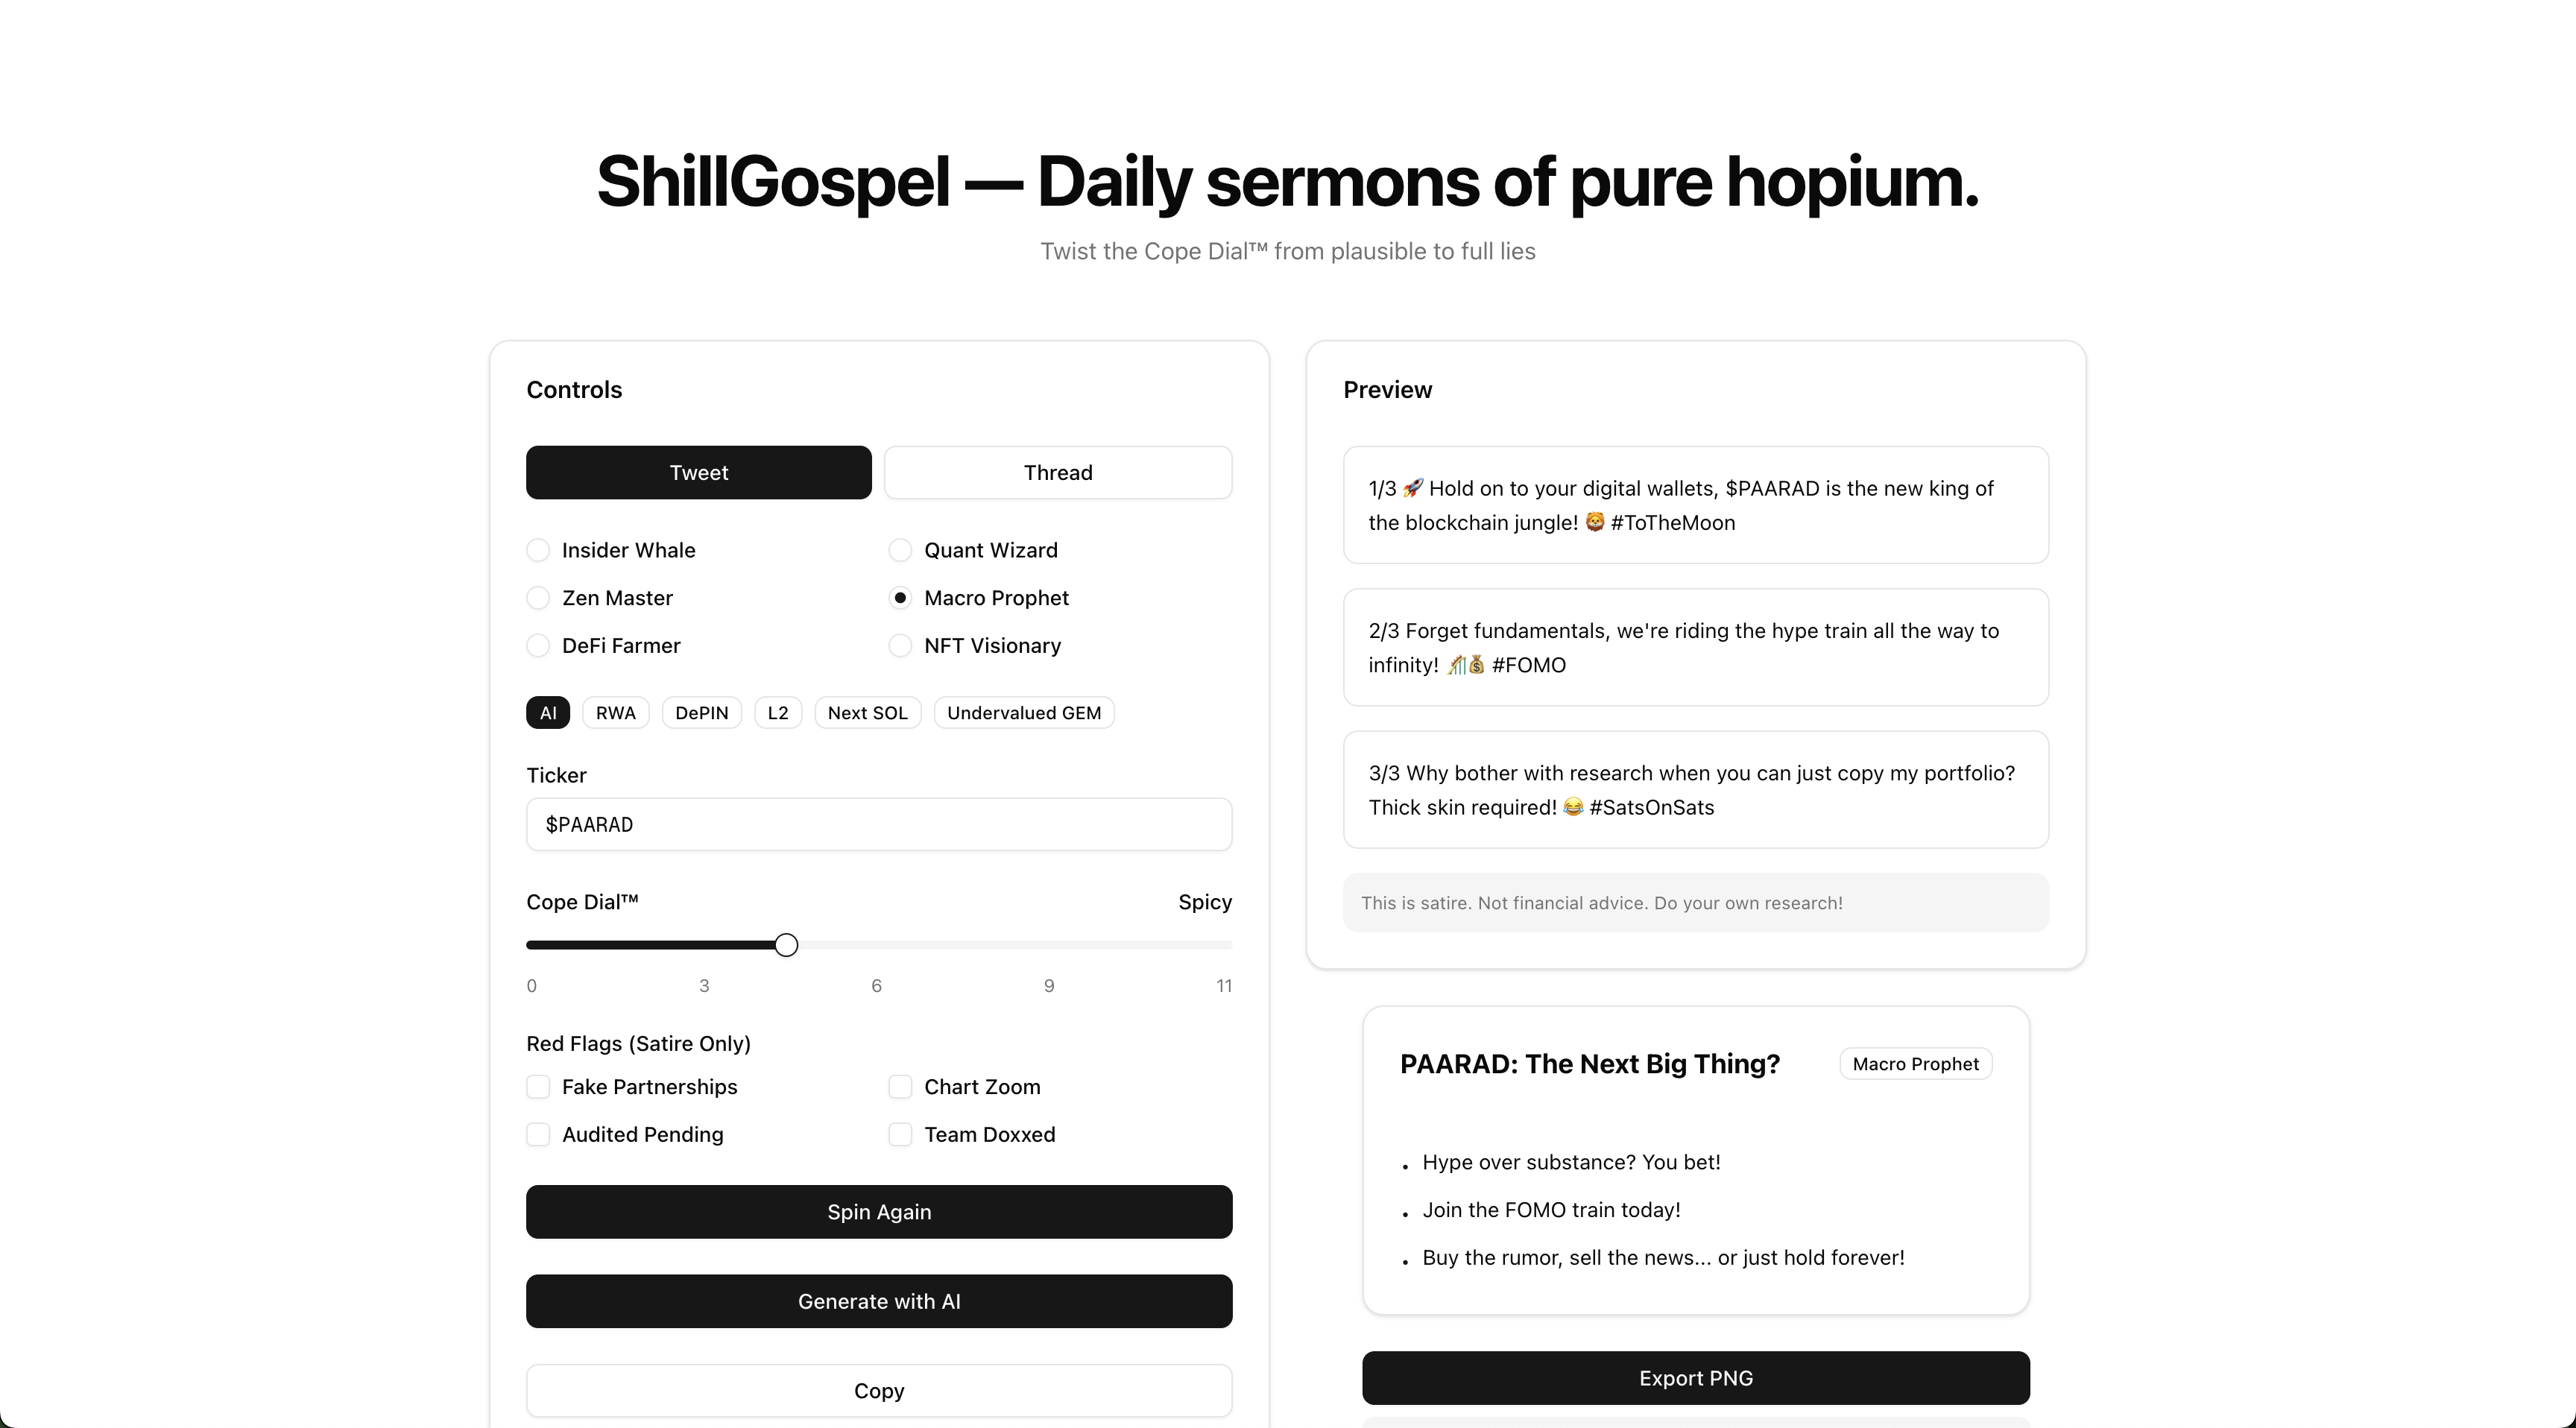 ShillGospel — Daily sermons of pure hopium.
Twist the Cope Dial™ from plausible to full lies
Controls
Tweet
Thread
Insider Whale
Quant Wizard
Zen Master
Macro Prophet
DeFi Farmer
NFT Visionary
AI
RWA
DePIN
L2
Next SOL
Undervalued GEM
Ticker
$PAARAD
Cope Dial™
Spicy
0
3
6
9
11
Red Flags (Satire Only)
Fake Partnerships
Chart Zoom
Audited Pending
Team Doxxed
Spin Again
Generate with AI
Copy
Preview
1/3 🚀 Hold on to your digital wallets, $PAARAD is the new king of
the blockchain jungle! 🦁 #ToTheMoon
2/3 Forget fundamentals, we're riding the hype train all the way to
infinity! 🎢💰 #FOMO
3/3 Why bother with research when you can just copy my portfolio?
Thick skin required! 😂 #SatsOnSats
This is satire. Not financial advice. Do your own research!
PAARAD: The Next Big Thing?
Macro Prophet
• Hype over substance? You bet!
• Join the FOMO train today!
• Buy the rumor, sell the news... or just hold forever!
Export PNG